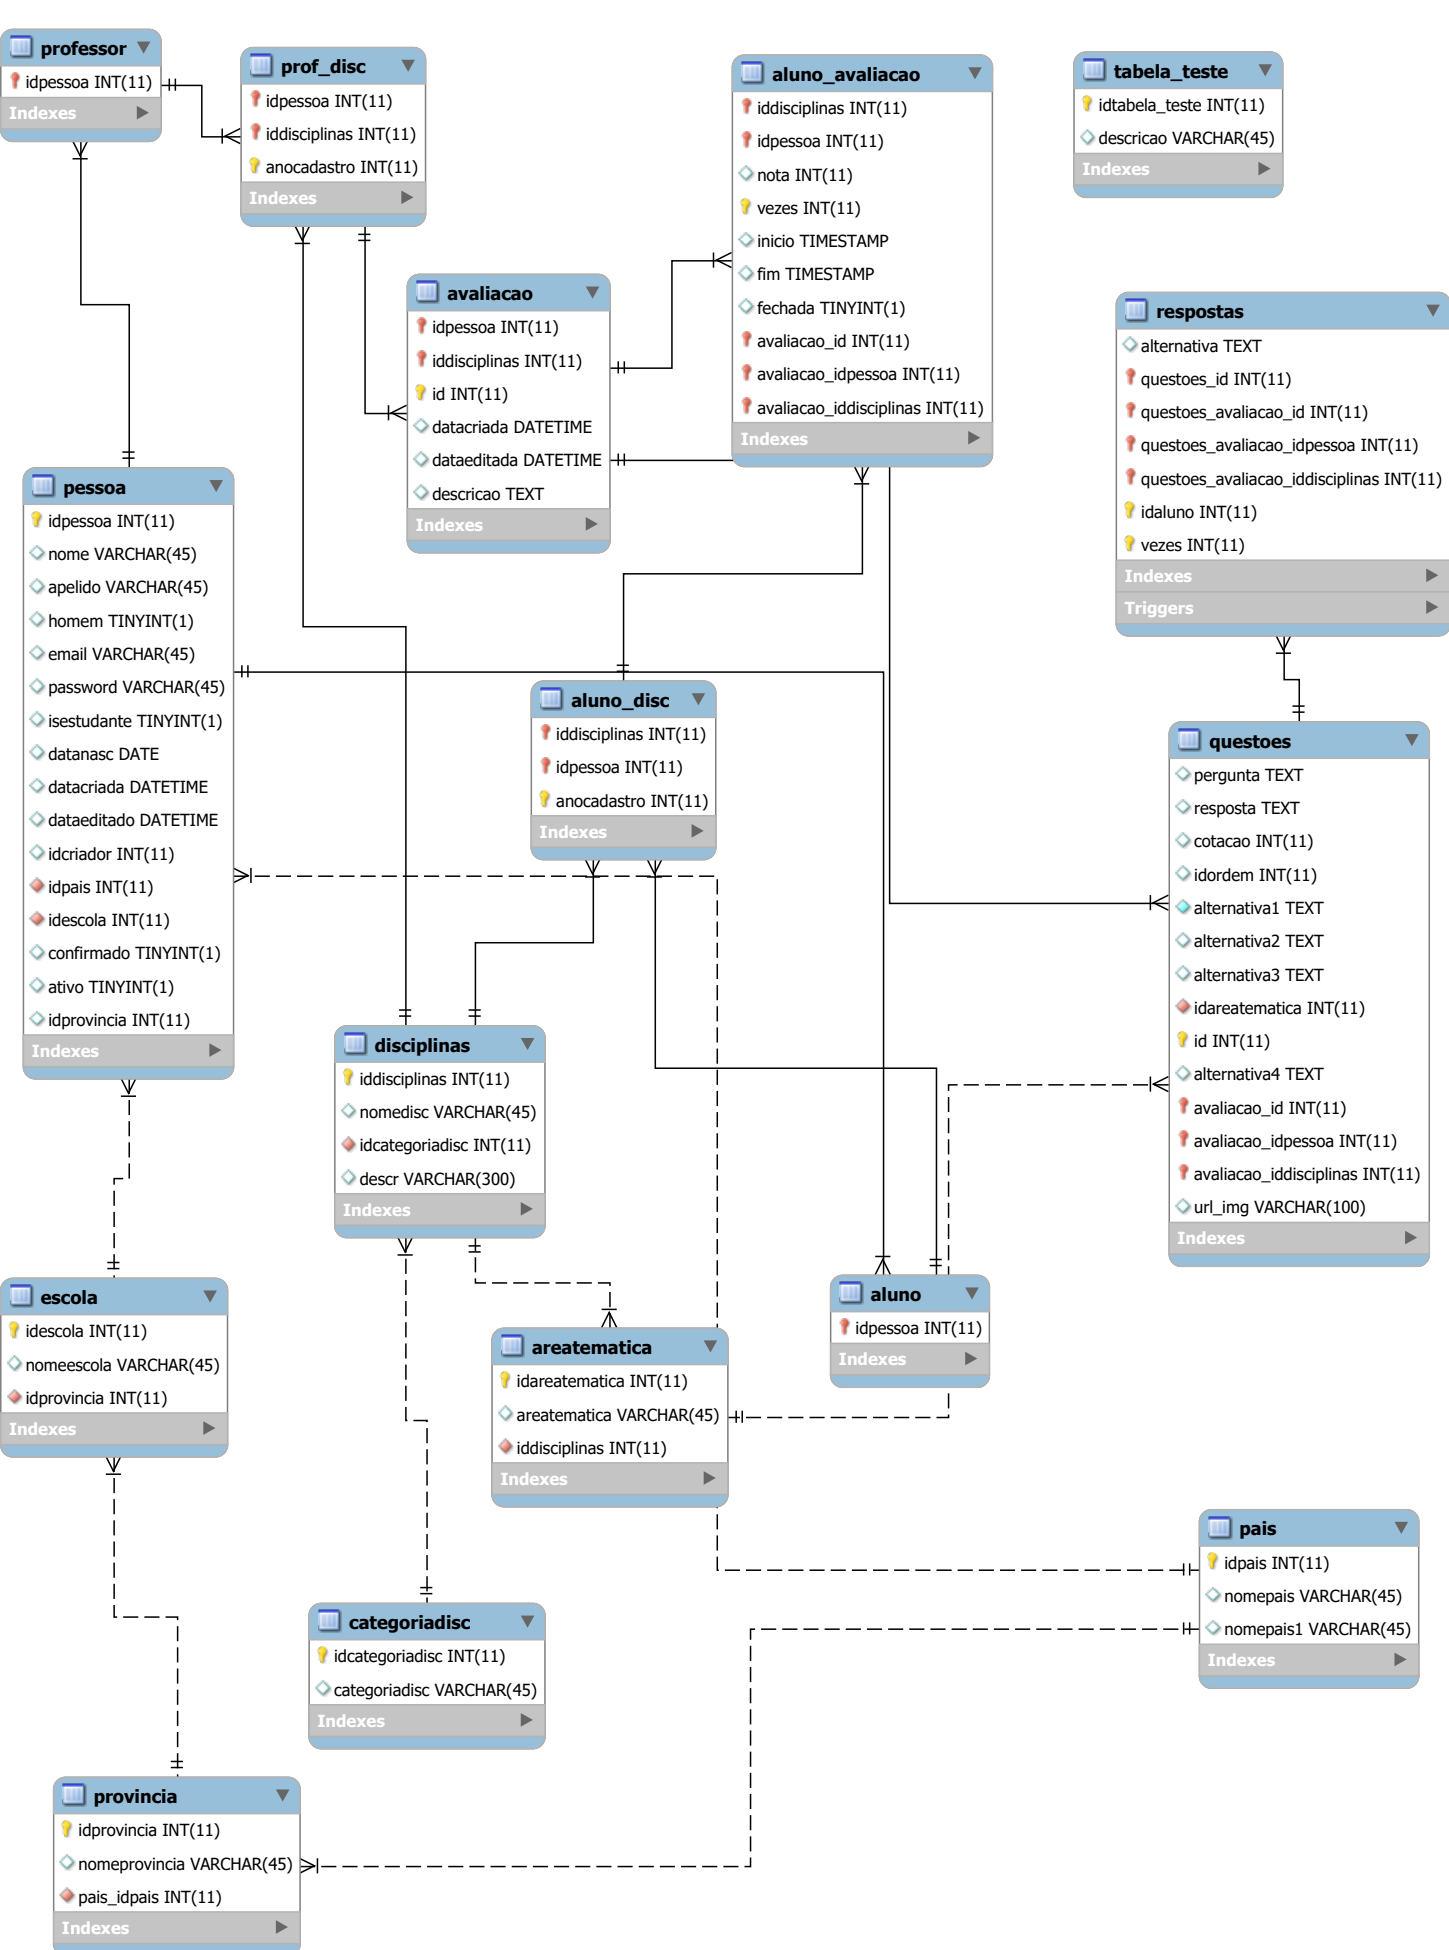 professor
idpessoa INT(11)
Indexes
prof_disc
idpessoa INT(11)
iddisciplinas INT(11)
anocadastro INT(11)
Indexes
aluno_avaliacao
iddisciplinas INT(11)
idpessoa INT(11)
nota INT(11)
vezes INT(11)
inicio TIMESTAMP
fim TIMESTAMP
fechada TINYINT(1)
avaliacao_id INT(11)
avaliacao_idpessoa INT(11)
avaliacao_iddisciplinas INT(11)
Indexes
tabela_teste
idtabela_teste INT(11)
descricao VARCHAR(45)
Indexes
avaliacao
idpessoa INT(11)
iddisciplinas INT(11)
id INT(11)
datacriada DATETIME
dataeditada DATETIME
descricao TEXT
Indexes
respostas
alternativa TEXT
questoes_id INT(11)
questoes_avaliacao_id INT(11)
questoes_avaliacao_idpessoa INT(11)
questoes_avaliacao_iddisciplinas INT(11)
idaluno INT(11)
vezes INT(11)
Indexes
Triggers
pessoa
idpessoa INT(11)
nome VARCHAR(45)
apelido VARCHAR(45)
homem TINYINT(1)
email VARCHAR(45)
password VARCHAR(45)
isestudante TINYINT(1)
datanasc DATE
datacriada DATETIME
dataeditado DATETIME
idcriador INT(11)
idpais INT(11)
idescola INT(11)
confirmado TINYINT(1)
ativo TINYINT(1)
idprovincia INT(11)
Indexes
aluno_disc
iddisciplinas INT(11)
idpessoa INT(11)
anocadastro INT(11)
Indexes
questoes
pergunta TEXT
resposta TEXT
cotacao INT(11)
idordem INT(11)
alternativa1 TEXT
alternativa2 TEXT
alternativa3 TEXT
idareatematica INT(11)
id INT(11)
alternativa4 TEXT
avaliacao_id INT(11)
avaliacao_idpessoa INT(11)
avaliacao_iddisciplinas INT(11)
url_img VARCHAR(100)
Indexes
disciplinas
iddisciplinas INT(11)
nomedisc VARCHAR(45)
idcategoriadisc INT(11)
descr VARCHAR(300)
Indexes
escola
idescola INT(11)
nomeescola VARCHAR(45)
idprovincia INT(11)
Indexes
aluno
idpessoa INT(11)
Indexes
areatematica
idareatematica INT(11)
areatematica VARCHAR(45)
iddisciplinas INT(11)
Indexes
pais
idpais INT(11)
nomepais VARCHAR(45)
nomepais1 VARCHAR(45)
Indexes
categoriadisc
idcategoriadisc INT(11)
categoriadisc VARCHAR(45)
Indexes
provincia
idprovincia INT(11)
nomeprovincia VARCHAR(45)
pais_idpais INT(11)
Indexes